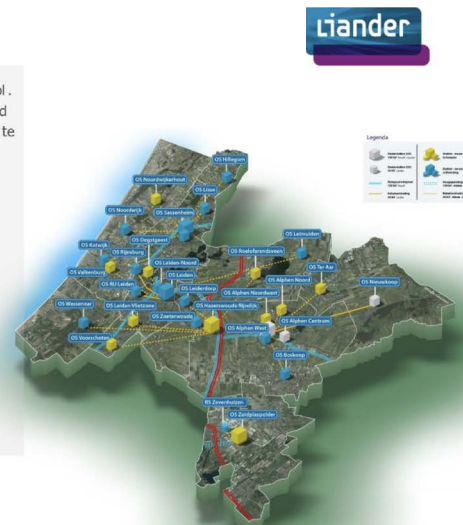 Liander
ol.
d
te
Legenda
OS Hillegom
OS Noordwijkerhout
OS Lisse
OS Noordwijk
OS Sassenheim
OS Oegstgeest
OS Katwijk
OS Rijnsburg
OS Leiden-Noord
OS Leimuiden
OS Roelofarendsveen
OS Valkenburg
OS Leiden
OS Ter Aar
OS RIJ Leiden
OS Leiderdorp
OS Alphen Noord
OS Nieuwkoop
OS Alphen Noordwest
OS Wassenaar
OS Leiden Vlietzone
OS Hazerswoude Rijndijk
OS Zoeterwoude
OS Alphen Centrum
OS Voorschoten
OS Alphen West
OS Boskoop
RS Zevenhuizen
OS Zuidplaspolder